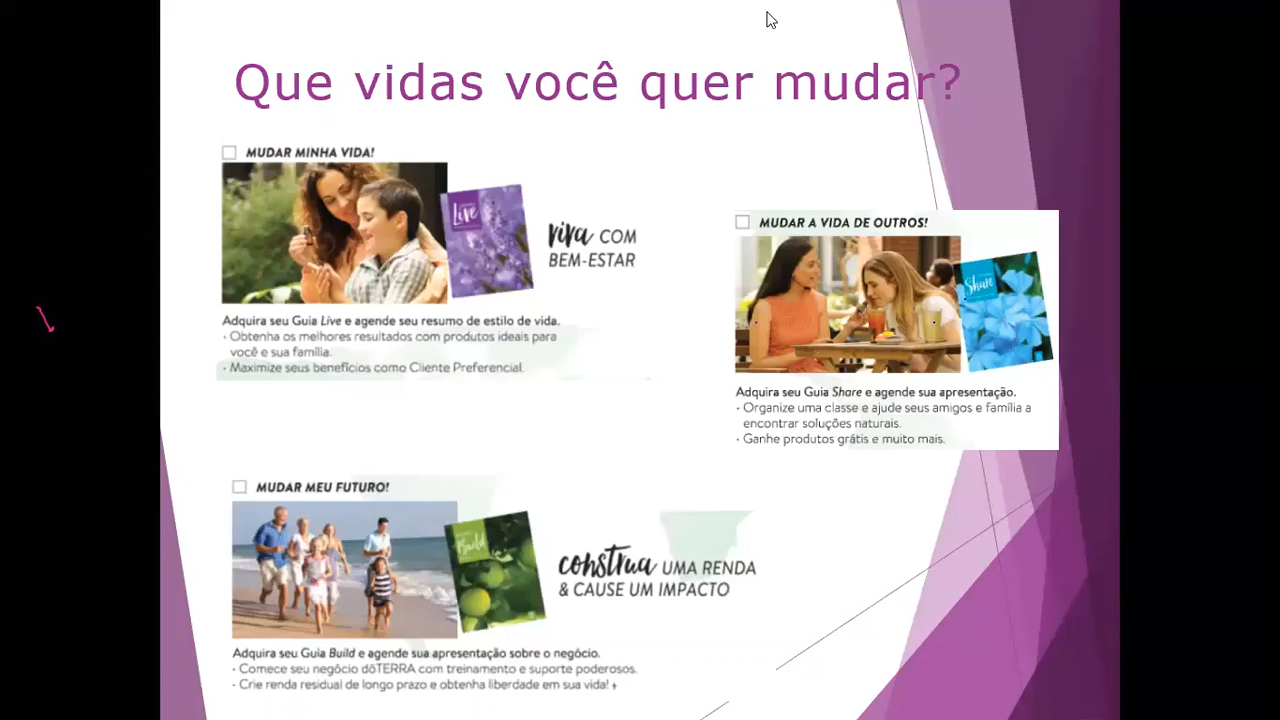 Que vidas você quer mudar?
MUDAR MINHA VIDA!
Live
viva COM
BEM-ESTAR
Adquira seu Guia Live e agende seu resumo de estilo de vida.
· Obtenha os melhores resultados com produtos ideais para
você e sua família.
· Maximize seus benefícios como Cliente Preferencial.
MUDAR A VIDA DE OUTROS!
Share
Adquira seu Guia Share e agende sua apresentação.
· Organize uma classe e ajude seus amigos e família a
encontrar soluções naturais.
· Ganhe produtos grátis e muito mais.
MUDAR MEU FUTURO!
Build
construa UMA RENDA
& CAUSE UM IMPACTO
Adquira seu Guia Build e agende sua apresentação sobre o negócio.
· Comece seu negócio dōTERRA com treinamento e suporte poderosos.
· Crie renda residual de longo prazo e obtenha liberdade em sua vida!